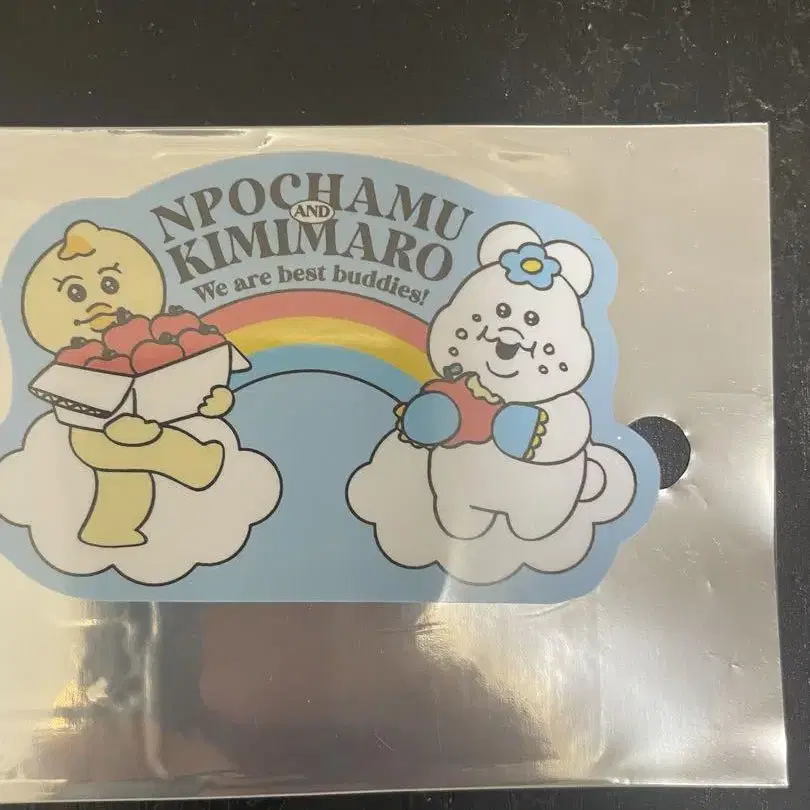 NPOCHAMU
AND
KIMIMARO
We are best buddies!